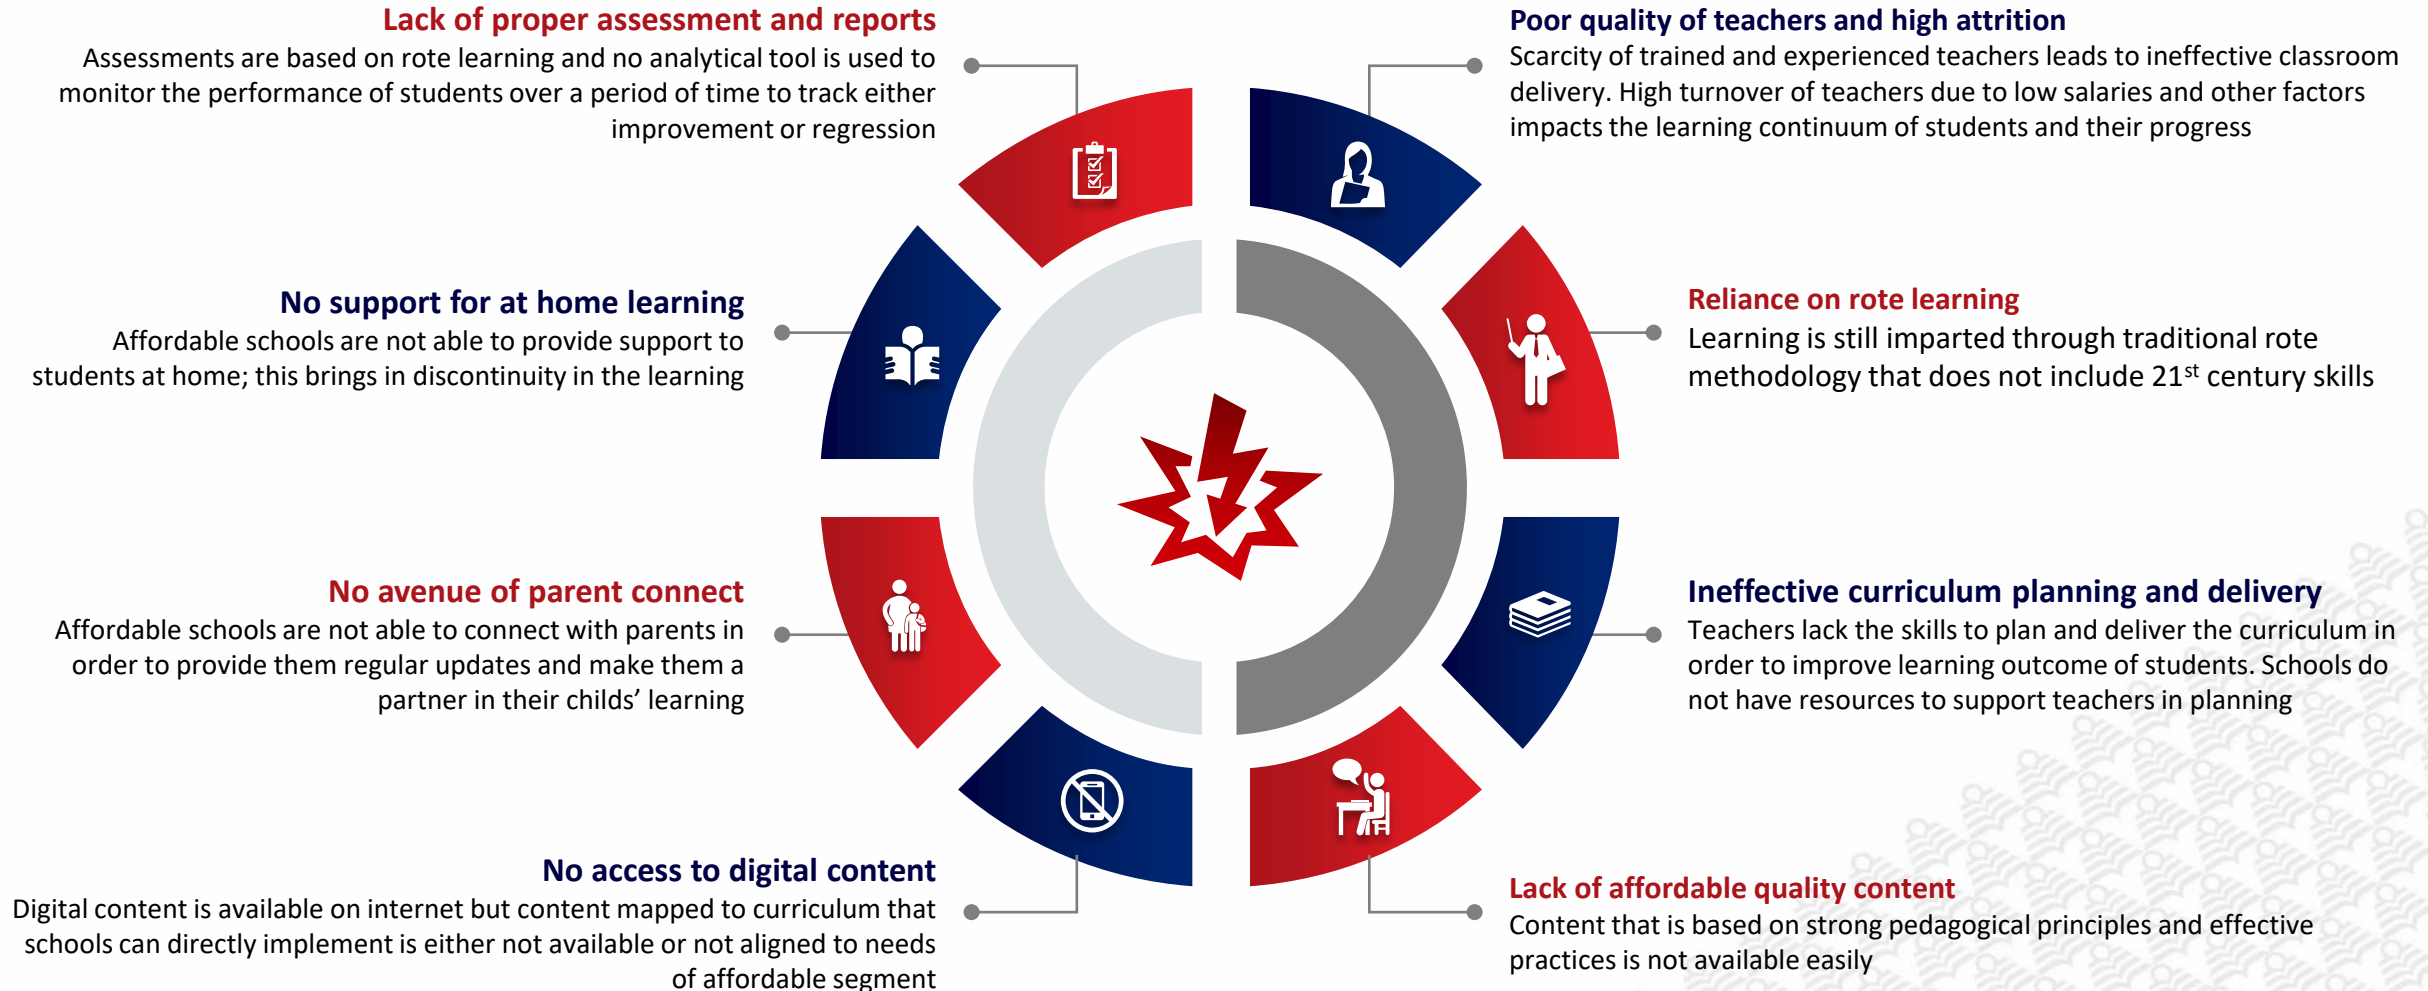 Lack of proper assessment and reports
Assessments are based on rote learning and no analytical tool is used to
monitor the performance of students over a period of time to track either
improvement or regression
Poor quality of teachers and high attrition
Scarcity of trained and experienced teachers leads to ineffective classroom
delivery. High turnover of teachers due to low salaries and other factors
impacts the learning continuum of students and their progress
No support for at home learning
Affordable schools are not able to provide support to
students at home; this brings in discontinuity in the learning
Reliance on rote learning
Learning is still imparted through traditional rote
methodology that does not include 21st century skills
No avenue of parent connect
Affordable schools are not able to connect with parents in
order to provide them regular updates and make them a
partner in their childs’ learning
Ineffective curriculum planning and delivery
Teachers lack the skills to plan and deliver the curriculum in
order to improve learning outcome of students. Schools do
not have resources to support teachers in planning
No access to digital content
Digital content is available on internet but content mapped to curriculum that
schools can directly implement is either not available or not aligned to needs
of affordable segment
Lack of affordable quality content
Content that is based on strong pedagogical principles and effective
practices is not available easily